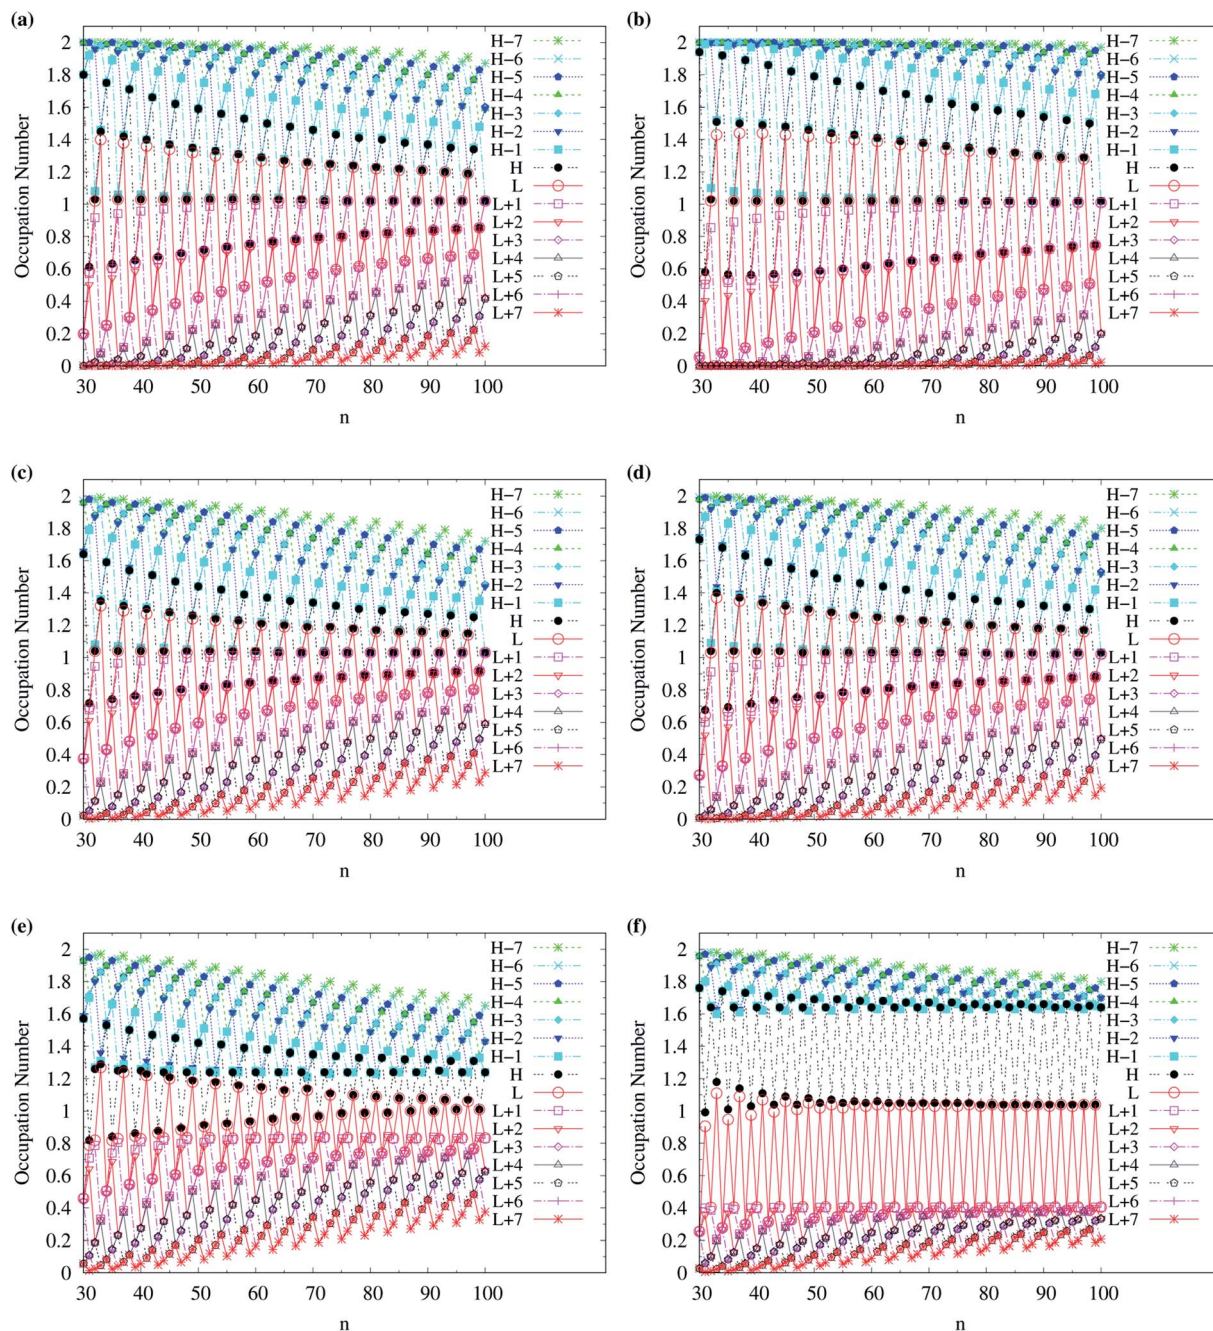 (a)
Occupation Number
2
1.8
1.6
1.4
1.2
1
0.8
0.6
0.4
0.2
0
H−7
H−6
H−5
H−4
H−3
H−2
H−1
H
L
L+1
L+2
L+3
L+4
L+5
L+6
L+7
30 40 50 60 70 80 90 100
n
(b)
Occupation Number
2
1.8
1.6
1.4
1.2
1
0.8
0.6
0.4
0.2
0
H−7
H−6
H−5
H−4
H−3
H−2
H−1
H
L
L+1
L+2
L+3
L+4
L+5
L+6
L+7
30 40 50 60 70 80 90 100
n
(c)
Occupation Number
2
1.8
1.6
1.4
1.2
1
0.8
0.6
0.4
0.2
0
H−7
H−6
H−5
H−4
H−3
H−2
H−1
H
L
L+1
L+2
L+3
L+4
L+5
L+6
L+7
30 40 50 60 70 80 90 100
n
(d)
Occupation Number
2
1.8
1.6
1.4
1.2
1
0.8
0.6
0.4
0.2
0
H−7
H−6
H−5
H−4
H−3
H−2
H−1
H
L
L+1
L+2
L+3
L+4
L+5
L+6
L+7
30 40 50 60 70 80 90 100
n
(e)
Occupation Number
2
1.8
1.6
1.4
1.2
1
0.8
0.6
0.4
0.2
0
H−7
H−6
H−5
H−4
H−3
H−2
H−1
H
L
L+1
L+2
L+3
L+4
L+5
L+6
L+7
30 40 50 60 70 80 90 100
n
(f)
Occupation Number
2
1.8
1.6
1.4
1.2
1
0.8
0.6
0.4
0.2
0
H−7
H−6
H−5
H−4
H−3
H−2
H−1
H
L
L+1
L+2
L+3
L+4
L+5
L+6
L+7
30 40 50 60 70 80 90 100
n